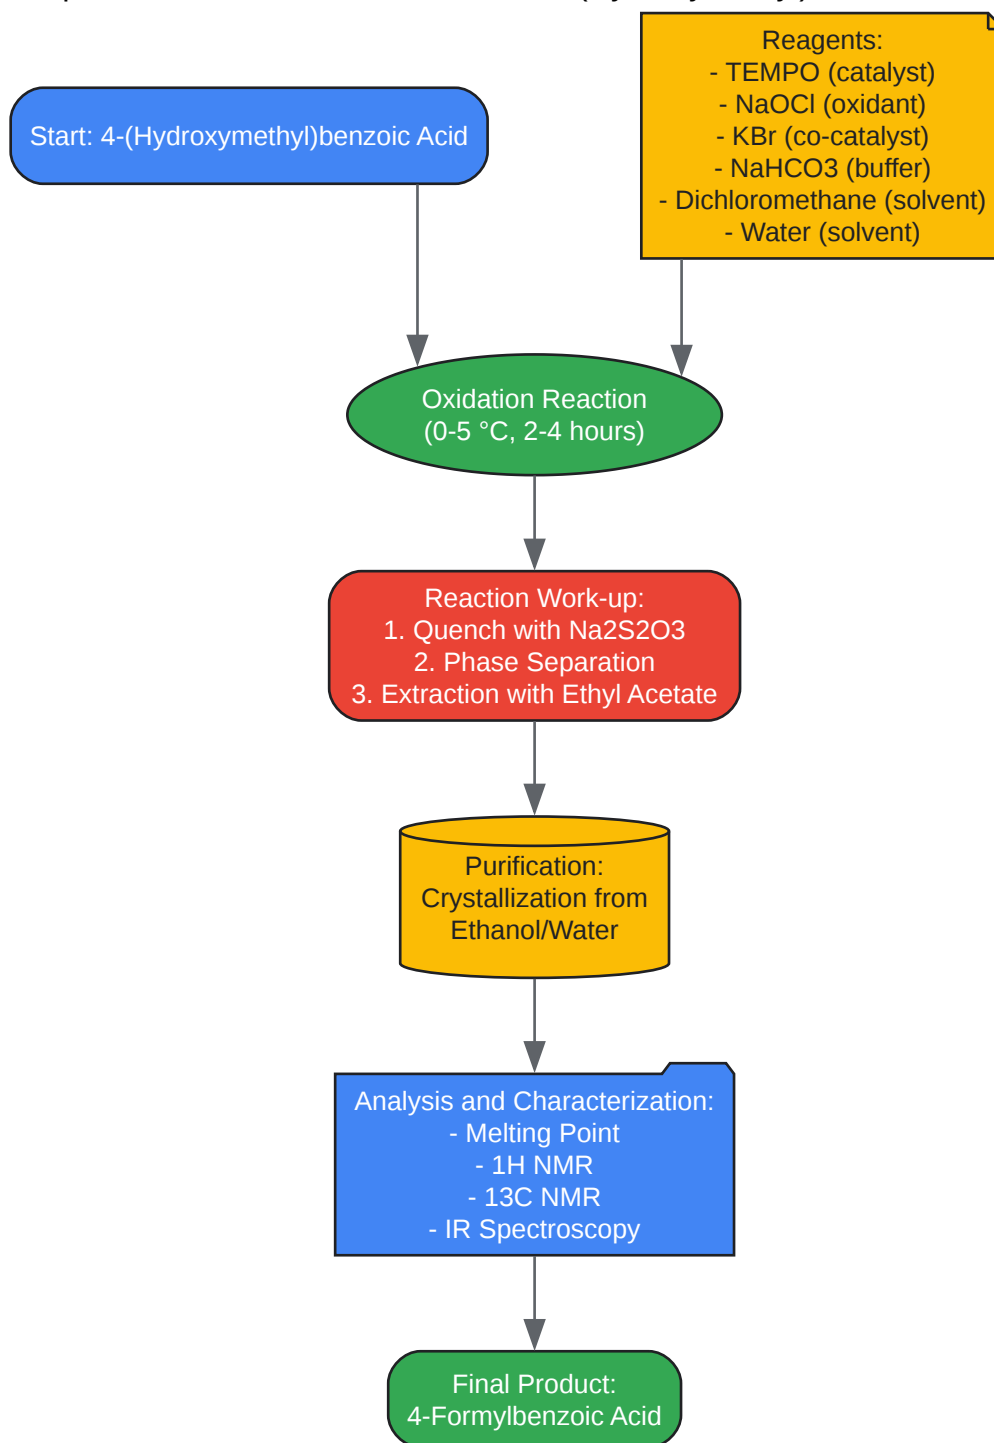 Start: 4-(Hydroxymethyl)benzoic Acid
Reagents:
- TEMPO (catalyst)
- NaOCl (oxidant)
- KBr (co-catalyst)
- NaHCO3 (buffer)
- Dichloromethane (solvent)
- Water (solvent)
Oxidation Reaction
(0-5 °C, 2-4 hours)
Reaction Work-up:
1. Quench with Na2S2O3
2. Phase Separation
3. Extraction with Ethyl Acetate
Purification:
Crystallization from
Ethanol/Water
Analysis and Characterization:
- Melting Point
- 1H NMR
- 13C NMR
- IR Spectroscopy
Final Product:
4-Formylbenzoic Acid